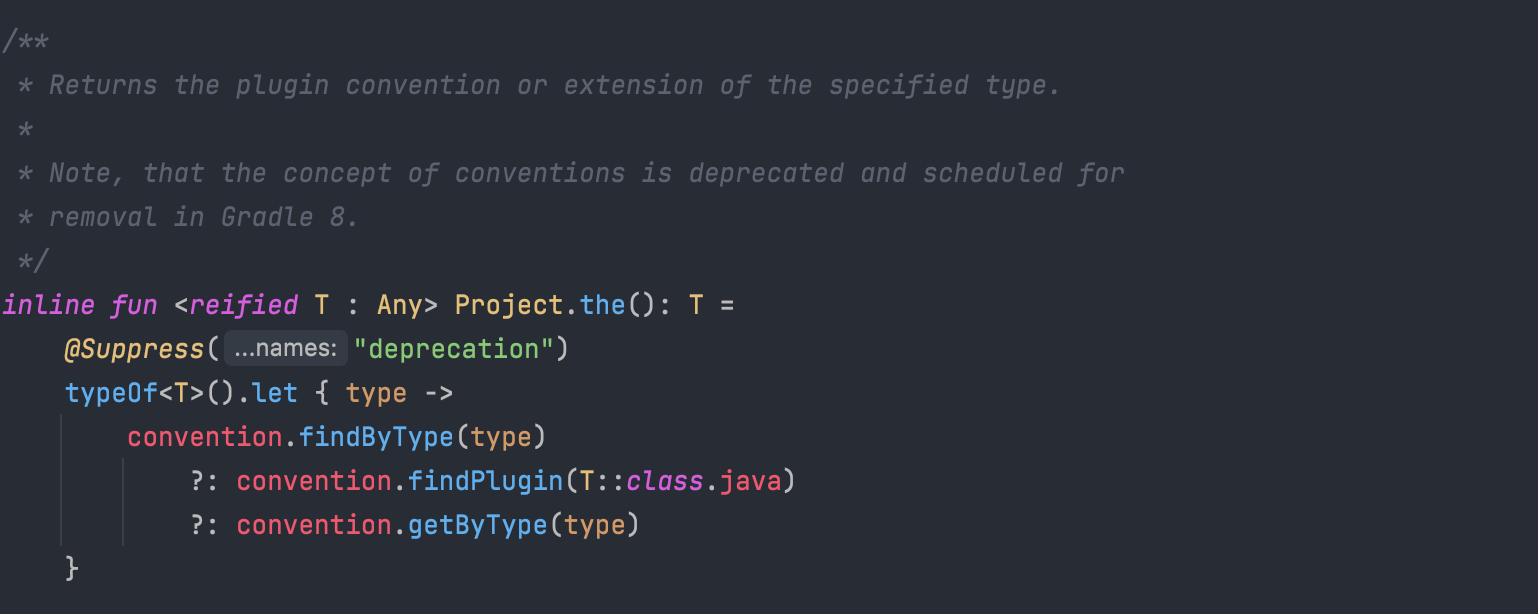 /**
 * Returns the plugin convention or extension of the specified type.
 *
 * Note, that the concept of conventions is deprecated and scheduled for
 * removal in Gradle 8.
 */
inline fun <reified T : Any> Project.the(): T =
    @Suppress( ...names: "deprecation")
    typeOf<T>().let { type ->
        convention.findByType(type)
            ?: convention.findPlugin(T::class.java)
            ?: convention.getByType(type)
    }